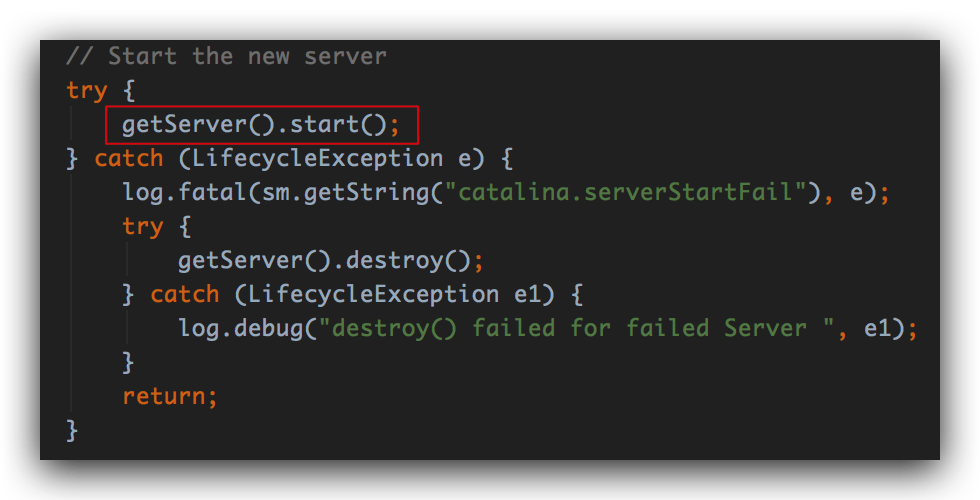 // Start the new server
try {
getServer().start();
} catch (LifecycleException e) {
log.fatal(sm.getString("catalina.serverStartFail"), e);
try {
getServer().destroy();
} catch (LifecycleException e1) {
log.debug("destroy() failed for failed Server ", e1);
}
return;
}